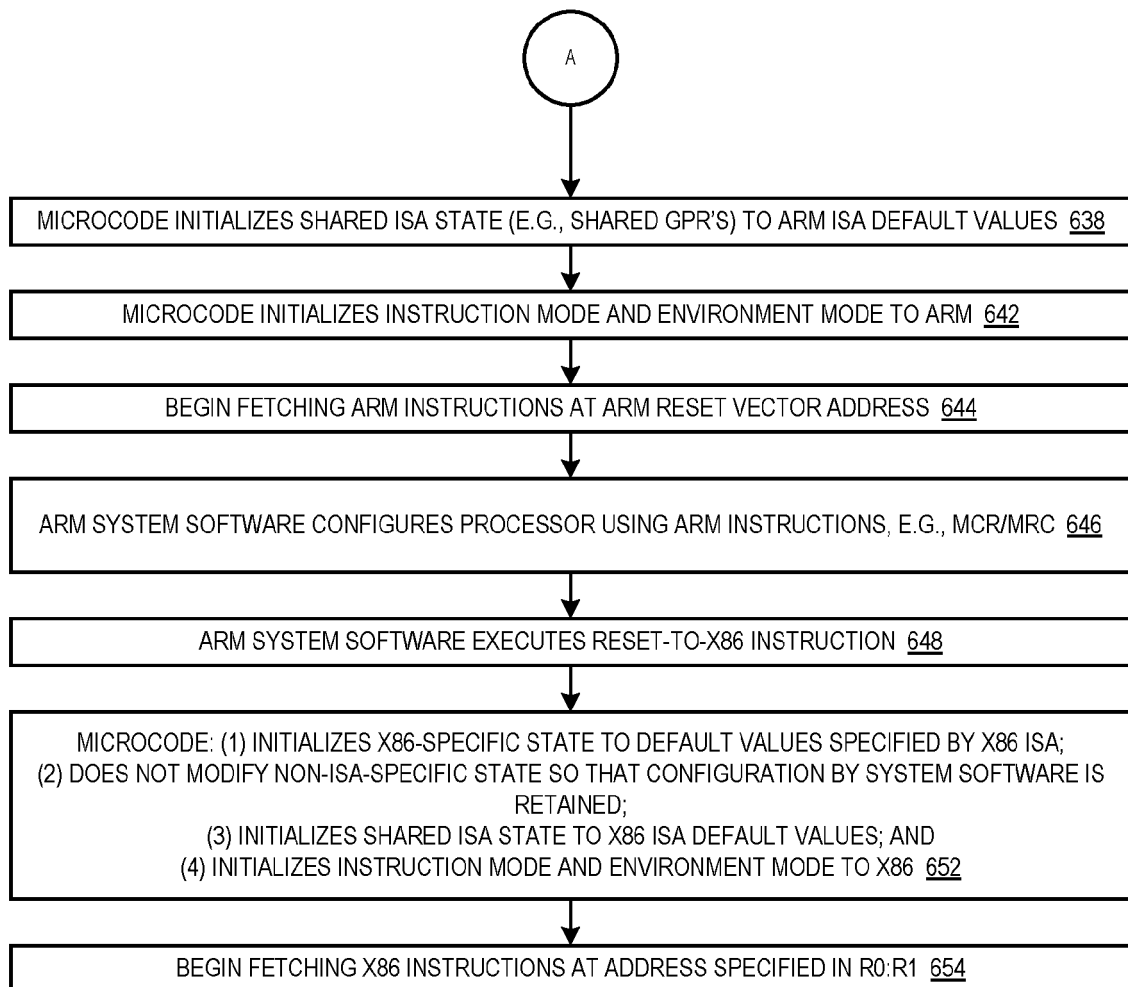 A
MICROCODE INITIALIZES SHARED ISA STATE (E.G., SHARED GPR'S) TO ARM ISA DEFAULT VALUES 638
MICROCODE INITIALIZES INSTRUCTION MODE AND ENVIRONMENT MODE TO ARM 642
BEGIN FETCHING ARM INSTRUCTIONS AT ARM RESET VECTOR ADDRESS 644
ARM SYSTEM SOFTWARE CONFIGURES PROCESSOR USING ARM INSTRUCTIONS, E.G., MCR/MRC 646
ARM SYSTEM SOFTWARE EXECUTES RESET-TO-X86 INSTRUCTION 648
MICROCODE: (1) INITIALIZES X86-SPECIFIC STATE TO DEFAULT VALUES SPECIFIED BY X86 ISA;
(2) DOES NOT MODIFY NON-ISA-SPECIFIC STATE SO THAT CONFIGURATION BY SYSTEM SOFTWARE IS
RETAINED;
(3) INITIALIZES SHARED ISA STATE TO X86 ISA DEFAULT VALUES; AND
(4) INITIALIZES INSTRUCTION MODE AND ENVIRONMENT MODE TO X86 652
BEGIN FETCHING X86 INSTRUCTIONS AT ADDRESS SPECIFIED IN R0:R1 654